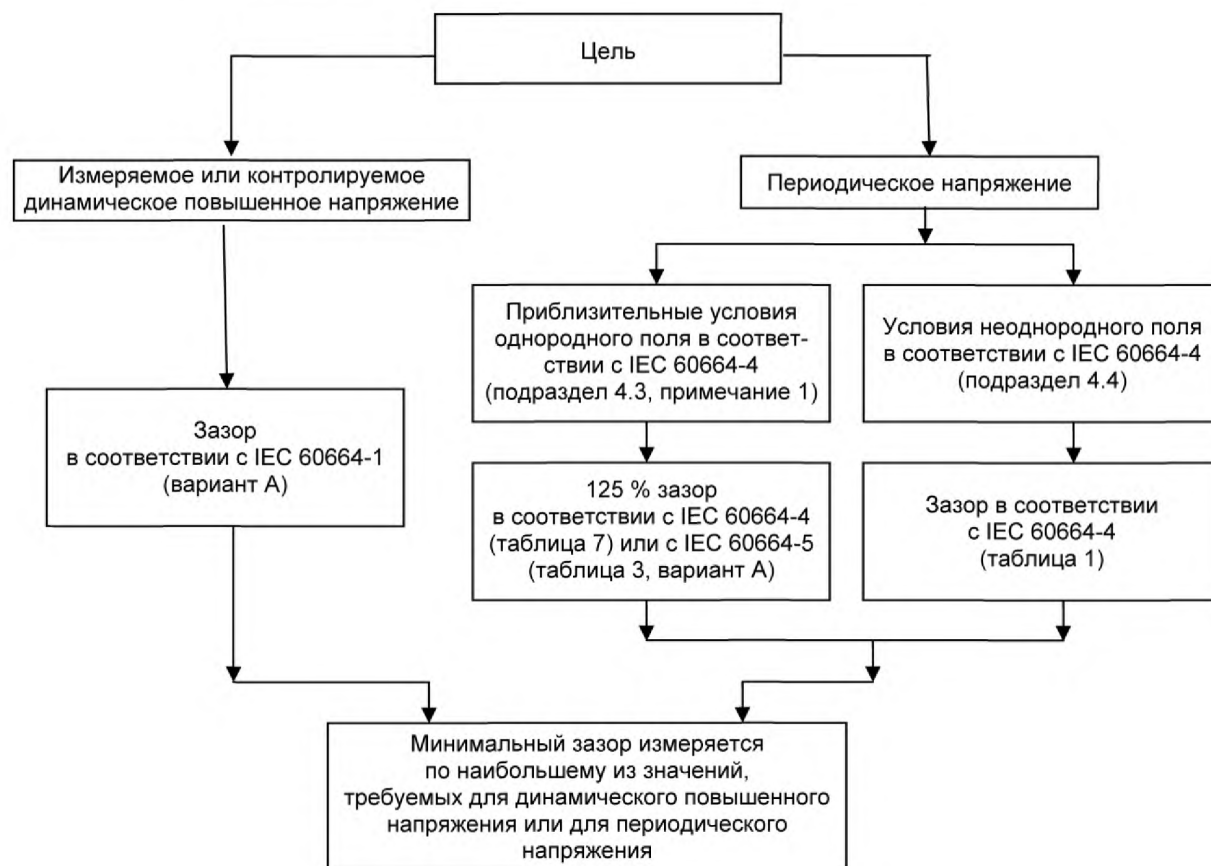 Цель
Измеряемое или контролируемое
динамическое повышенное напряжение
Периодическое напряжение
Приблизительные условия
однородного поля в соответ-
ствии с IEC 60664-4
(подраздел 4.3, примечание 1)
Условия неоднородного поля
в соответствии с IEC 60664-4
(подраздел 4.4)
Зазор
в соответствии с IEC 60664-1
(вариант А)
125 % зазор
в соответствии с IEC 60664-4
(таблица 7) или с IEC 60664-5
(таблица 3, вариант А)
Зазор в соответствии
с IEC 60664-4
(таблица 1)
Минимальный зазор измеряется
по наибольшему из значений,
требуемых для динамического повышенного
напряжения или для периодического
напряжения